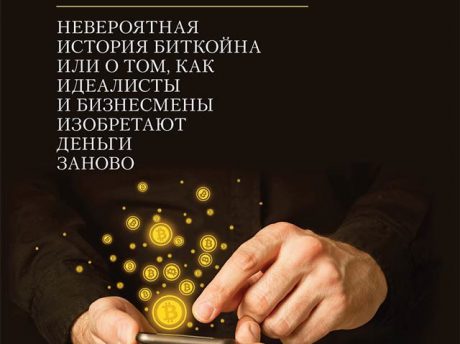 НЕВЕРОЯТНАЯ
ИСТОРИЯ БИТКОЙНА
ИЛИ О ТОМ, КАК
ИДЕАЛИСТЫ
И БИЗНЕСМЕНЫ
ИЗОБРЕТАЮТ
ДЕНЬГИ
ЗАНОВО